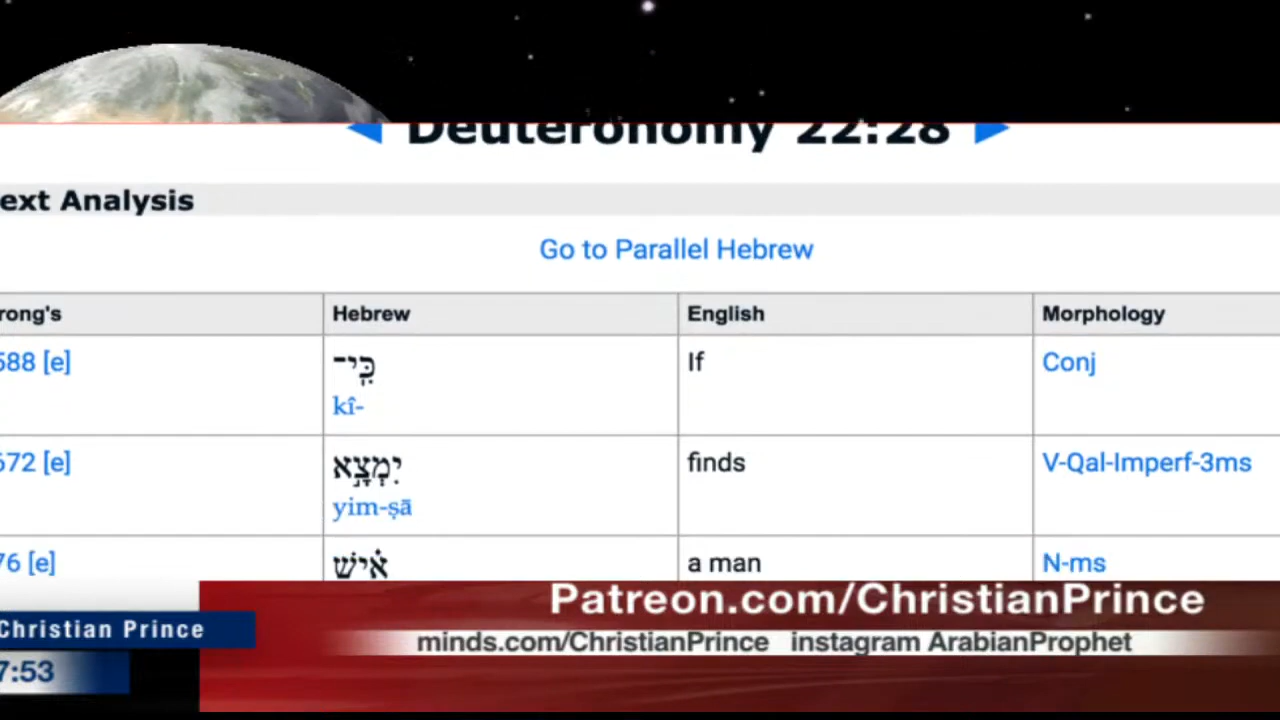 Deuteronomy 22:28
ext Analysis
Go to Parallel Hebrew
rong's Hebrew English Morphology
588 [e] כִּֽי־ If Conj
kî-
672 [e] יִמְצָ֣א finds V-Qal-Imperf-3ms
yim-ṣā
76 [e] אִ֗ישׁ a man N-ms
Patreon.com/ChristianPrince
Christian Prince
minds.com/ChristianPrince instagram ArabianProphet
7:53